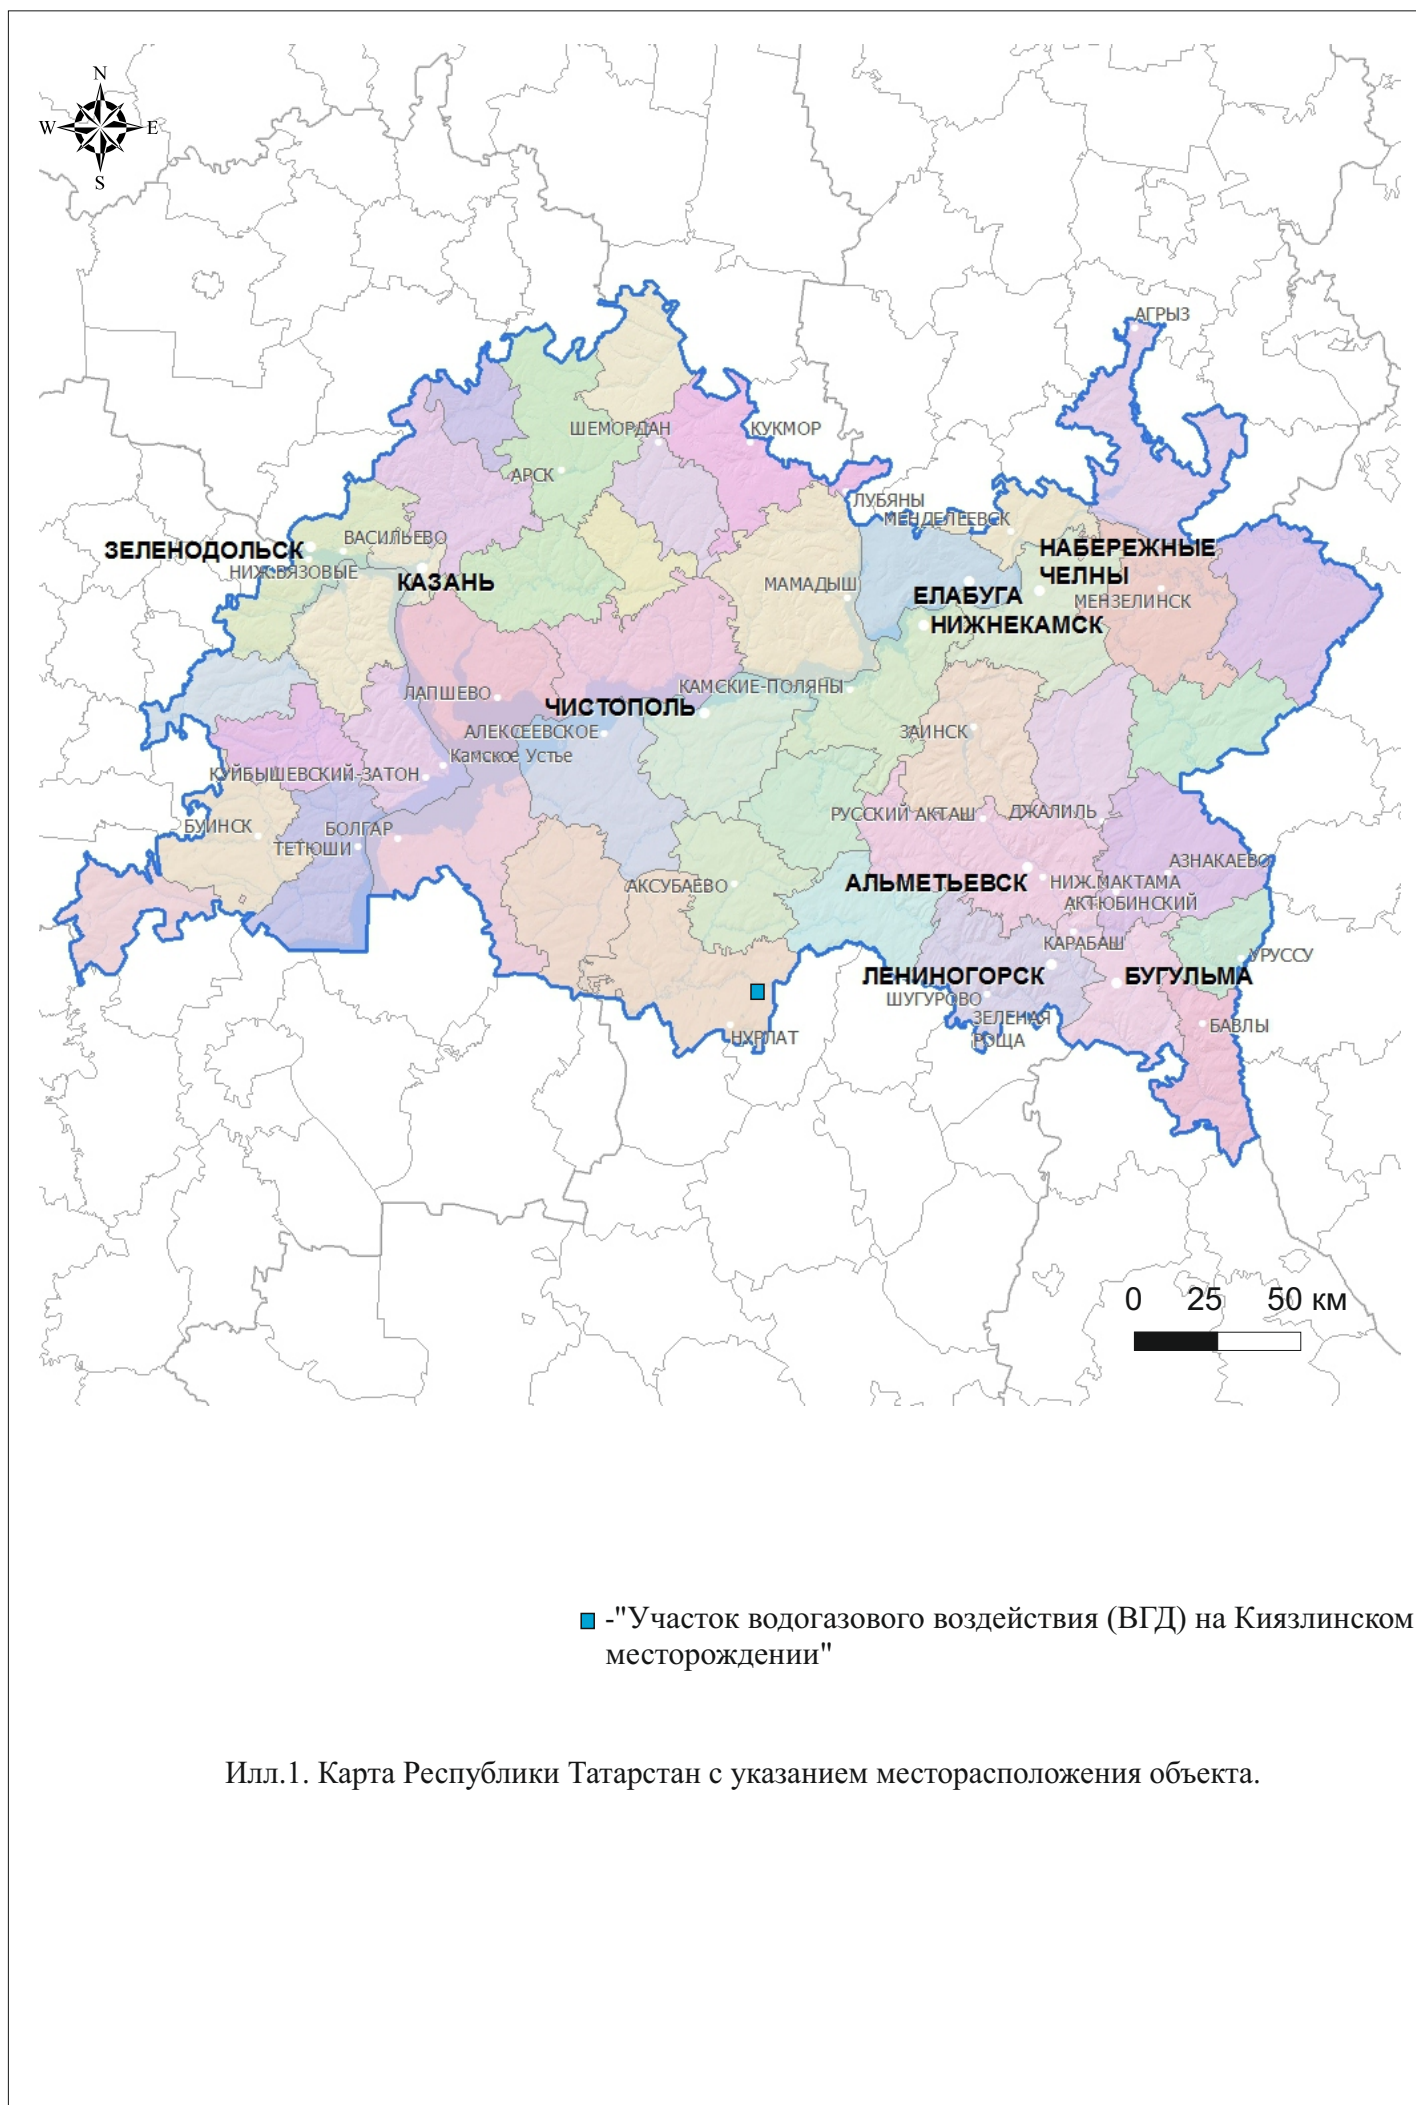 N
W E
S
АГРЫЗ
ШЕМОРДАН
КУКМОР
АРСК
ЛУБЯНЫ
МЕНДЕЛЕЕВСК
ВАСИЛЬЕВО
ЗЕЛЕНОДОЛЬСК
НИЖ.ВЯЗОВЫЕ
КАЗАНЬ
НАБЕРЕЖНЫЕ
ЧЕЛНЫ
МАМАДЫШ
ЕЛАБУГА
МЕНЗЕЛИНСК
НИЖНЕКАМСК
КАМСКИЕ-ПОЛЯНЫ
ЛАПШЕВО
ЧИСТОПОЛЬ
АЛЕКСЕЕВСКОЕ
ЗАИНСК
Камское Устье
КУЙБЫШЕВСКИЙ-ЗАТОН
РУССКИЙ АКТАШ
ДЖАЛИЛЬ
БУИНСК
БОЛГАР
ТЕТЮШИ
АЗНАКАЕВО
АКСУБАЕВО
АЛЬМЕТЬЕВСК
НИЖ.МАКТАМА
АКТЮБИНСКИЙ
КАРАБАШ
УРУССУ
ЛЕНИНОГОРСК
БУГУЛЬМА
ШУГУРОВО
ЗЕЛЕНАЯ
РОЩА
БАВЛЫ
НУРЛАТ
0 25 50 км
-"Участок водогазового воздействия (ВГД) на Киязлинском
месторождении"
Илл.1. Карта Республики Татарстан с указанием месторасположения объекта.